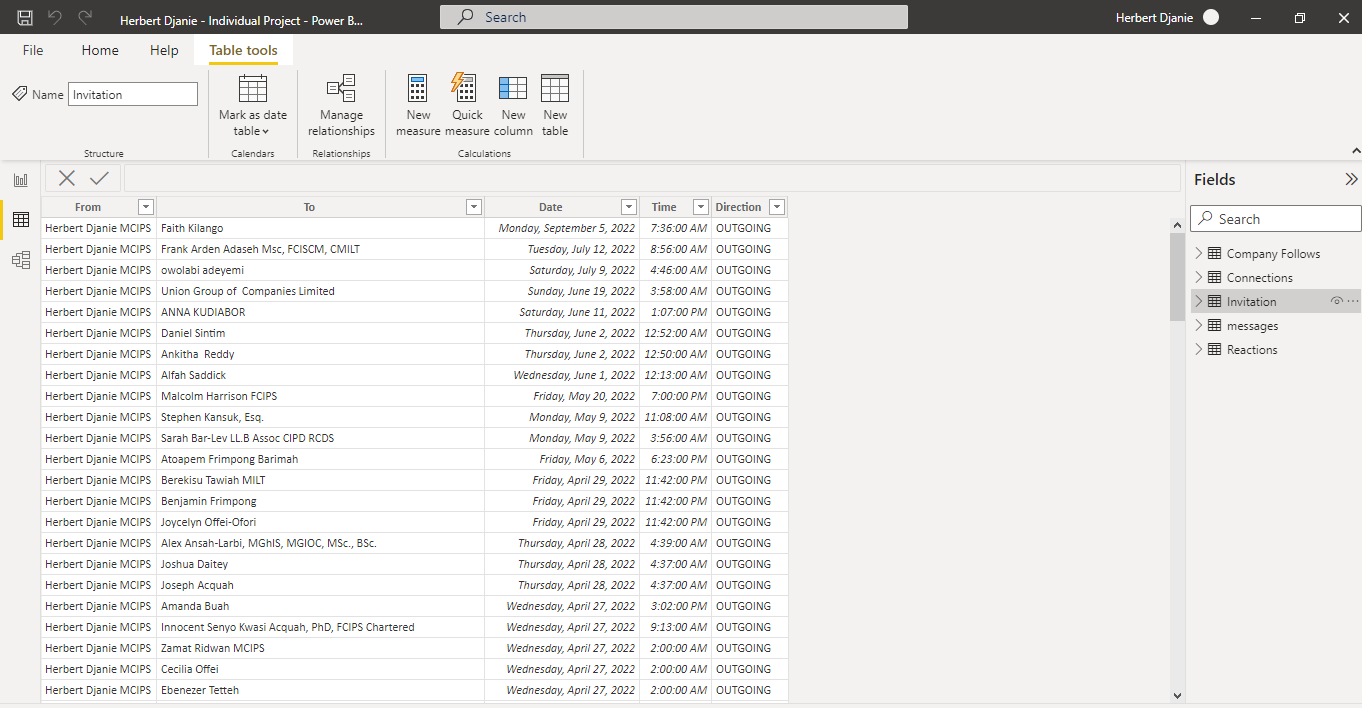 Herbert Djanie - Individual Project - Power B...
Search
Herbert Djanie
File Home Help Table tools
Name Invitation
Mark as date table
Manage relationships
New measure
Quick measure
New column
New table
Structure Calendars Relationships Calculations
Fields
Search
Company Follows
Connections
Invitation
messages
Reactions
From To Date Time Direction
Herbert Djanie MCIPS Faith Kilango Monday, September 5, 2022 7:36:00 AM OUTGOING
Herbert Djanie MCIPS Frank Arden Adaseh Msc, FCISCM, CMILT Tuesday, July 12, 2022 8:56:00 AM OUTGOING
Herbert Djanie MCIPS owolabi adeyemi Saturday, July 9, 2022 4:46:00 AM OUTGOING
Herbert Djanie MCIPS Union Group of Companies Limited Sunday, June 19, 2022 3:58:00 AM OUTGOING
Herbert Djanie MCIPS ANNA KUDIABOR Saturday, June 11, 2022 1:07:00 PM OUTGOING
Herbert Djanie MCIPS Daniel Sintim Thursday, June 2, 2022 12:52:00 AM OUTGOING
Herbert Djanie MCIPS Ankitha Reddy Thursday, June 2, 2022 12:50:00 AM OUTGOING
Herbert Djanie MCIPS Alfah Saddick Wednesday, June 1, 2022 12:13:00 AM OUTGOING
Herbert Djanie MCIPS Malcolm Harrison FCIPS Friday, May 20, 2022 7:00:00 PM OUTGOING
Herbert Djanie MCIPS Stephen Kansuk, Esq. Monday, May 9, 2022 11:08:00 AM OUTGOING
Herbert Djanie MCIPS Sarah Bar-Lev LL.B Assoc CIPD RCDS Monday, May 9, 2022 3:56:00 AM OUTGOING
Herbert Djanie MCIPS Atoapem Frimpong Barimah Friday, May 6, 2022 6:23:00 PM OUTGOING
Herbert Djanie MCIPS Berekisu Tawiah MILT Friday, April 29, 2022 11:42:00 PM OUTGOING
Herbert Djanie MCIPS Benjamin Frimpong Friday, April 29, 2022 11:42:00 PM OUTGOING
Herbert Djanie MCIPS Joycelyn Offei-Ofori Friday, April 29, 2022 11:42:00 PM OUTGOING
Herbert Djanie MCIPS Alex Ansah-Larbi, MGhIS, MGIOC, MSc., BSc. Thursday, April 28, 2022 4:39:00 AM OUTGOING
Herbert Djanie MCIPS Joshua Daitey Thursday, April 28, 2022 4:37:00 AM OUTGOING
Herbert Djanie MCIPS Joseph Acquah Thursday, April 28, 2022 4:37:00 AM OUTGOING
Herbert Djanie MCIPS Amanda Buah Wednesday, April 27, 2022 3:02:00 PM OUTGOING
Herbert Djanie MCIPS Innocent Senyo Kwasi Acquah, PhD, FCIPS Chartered Wednesday, April 27, 2022 9:13:00 AM OUTGOING
Herbert Djanie MCIPS Zamat Ridwan MCIPS Wednesday, April 27, 2022 2:00:00 AM OUTGOING
Herbert Djanie MCIPS Cecilia Offei Wednesday, April 27, 2022 2:00:00 AM OUTGOING
Herbert Djanie MCIPS Ebenezer Tetteh Wednesday, April 27, 2022 2:00:00 AM OUTGOING